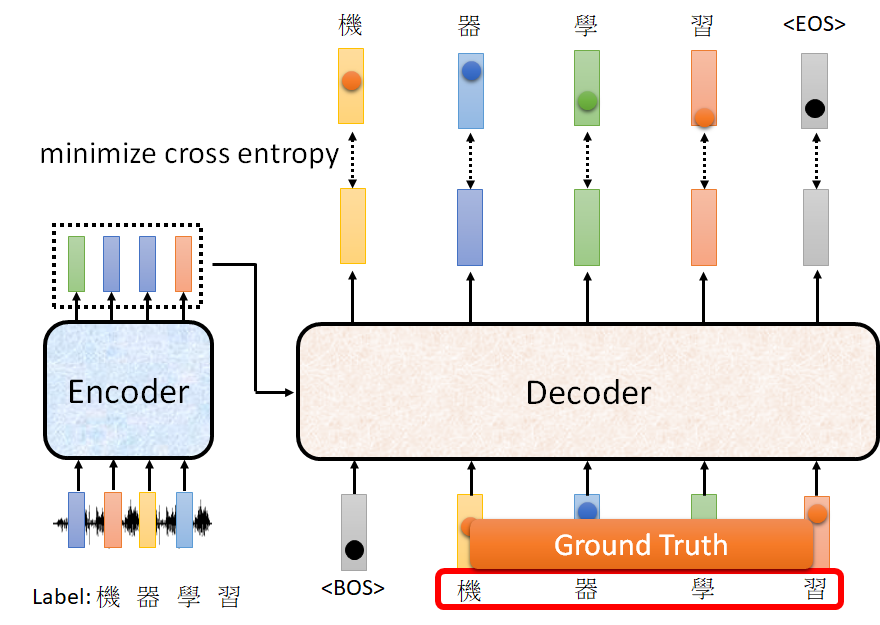 機 器 學 習 <EOS>
minimize cross entropy
Encoder
Decoder
Ground Truth
Label: 機 器 學 習
<BOS> 機 器 學 習